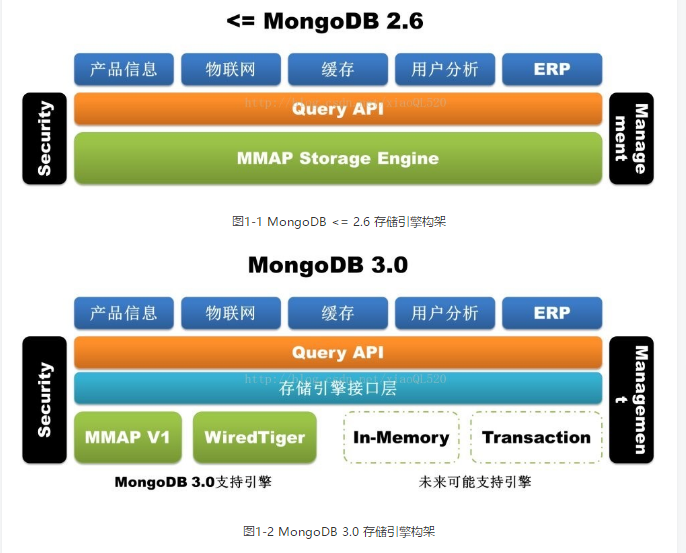 <= MongoDB 2.6
产品信息 物联网 缓存 用户分析 ERP
Security
Query API
Manage
ment
MMAP Storage Engine
图1-1 MongoDB <= 2.6 存储引擎构架
MongoDB 3.0
产品信息 物联网 缓存 用户分析 ERP
Security
Query API
Managemen
t
存储引擎接口层
MMAP V1 WiredTiger In-Memory Transaction
MongoDB 3.0支持引擎 未来可能支持引擎
图1-2 MongoDB 3.0 存储引擎构架